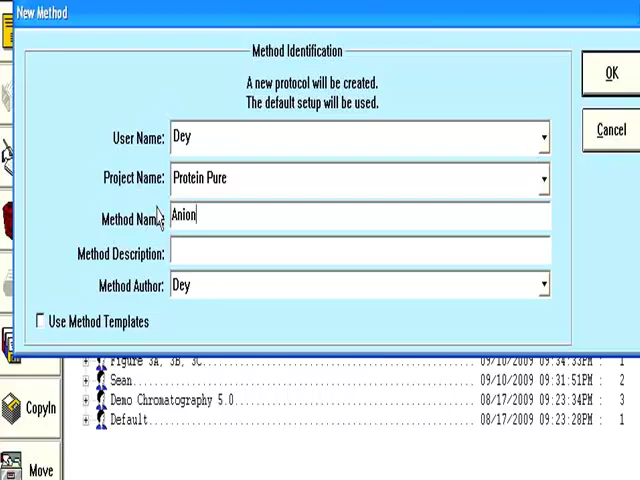 New Method
Method Identification
A new protocol will be created.
The default setup will be used.
OK
Cancel
User Name: Dey
Project Name: Protein Pure
Method Name Anion
Method Description:
Method Author: Dey
Use Method Templates
Figure 3A, 3B, 3C 09/10/2009 09:34:33PM : 1
Sean 09/10/2009 09:31:51PM : 2
Demo Chromatography 5.0 08/17/2009 09:23:34PM : 3
Default 08/17/2009 09:23:28PM : 1
CopyIn
Move